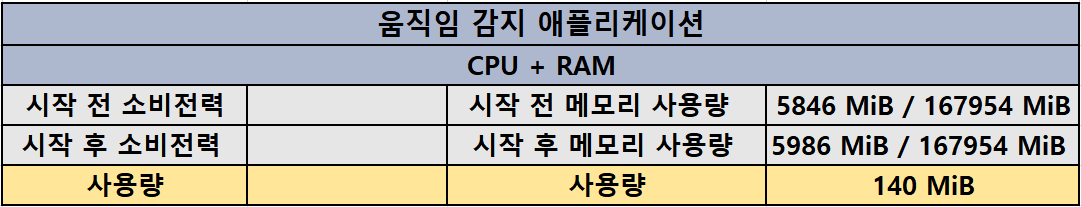 움직임 감지 애플리케이션
CPU + RAM
시작 전 소비전력 시작 전 메모리 사용량 5846 MiB / 167954 MiB
시작 후 소비전력 시작 후 메모리 사용량 5986 MiB / 167954 MiB
사용량 사용량 140 MiB